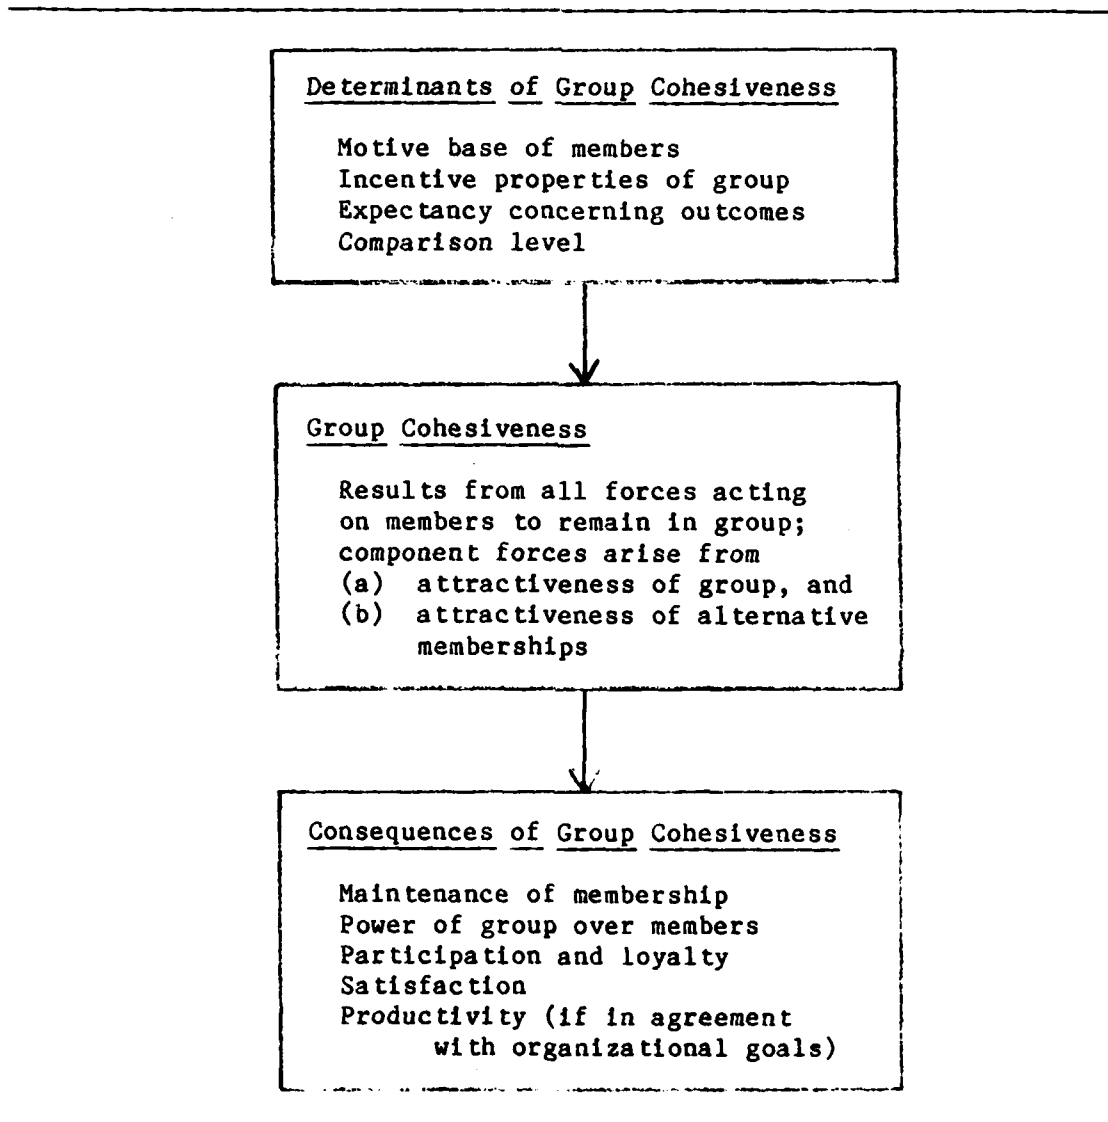 Determinants of Group Cohesiveness
Motive base of members
Incentive properties of group
Expectancy concerning outcomes
Comparison level
Group Cohesiveness
Results from all forces acting
on members to remain in group;
component forces arise from
(a) attractiveness of group, and
(b) attractiveness of alternative
memberships
Consequences of Group Cohesiveness
Maintenance of membership
Power of group over members
Participation and loyalty
Satisfaction
Productivity (if in agreement
with organizational goals)